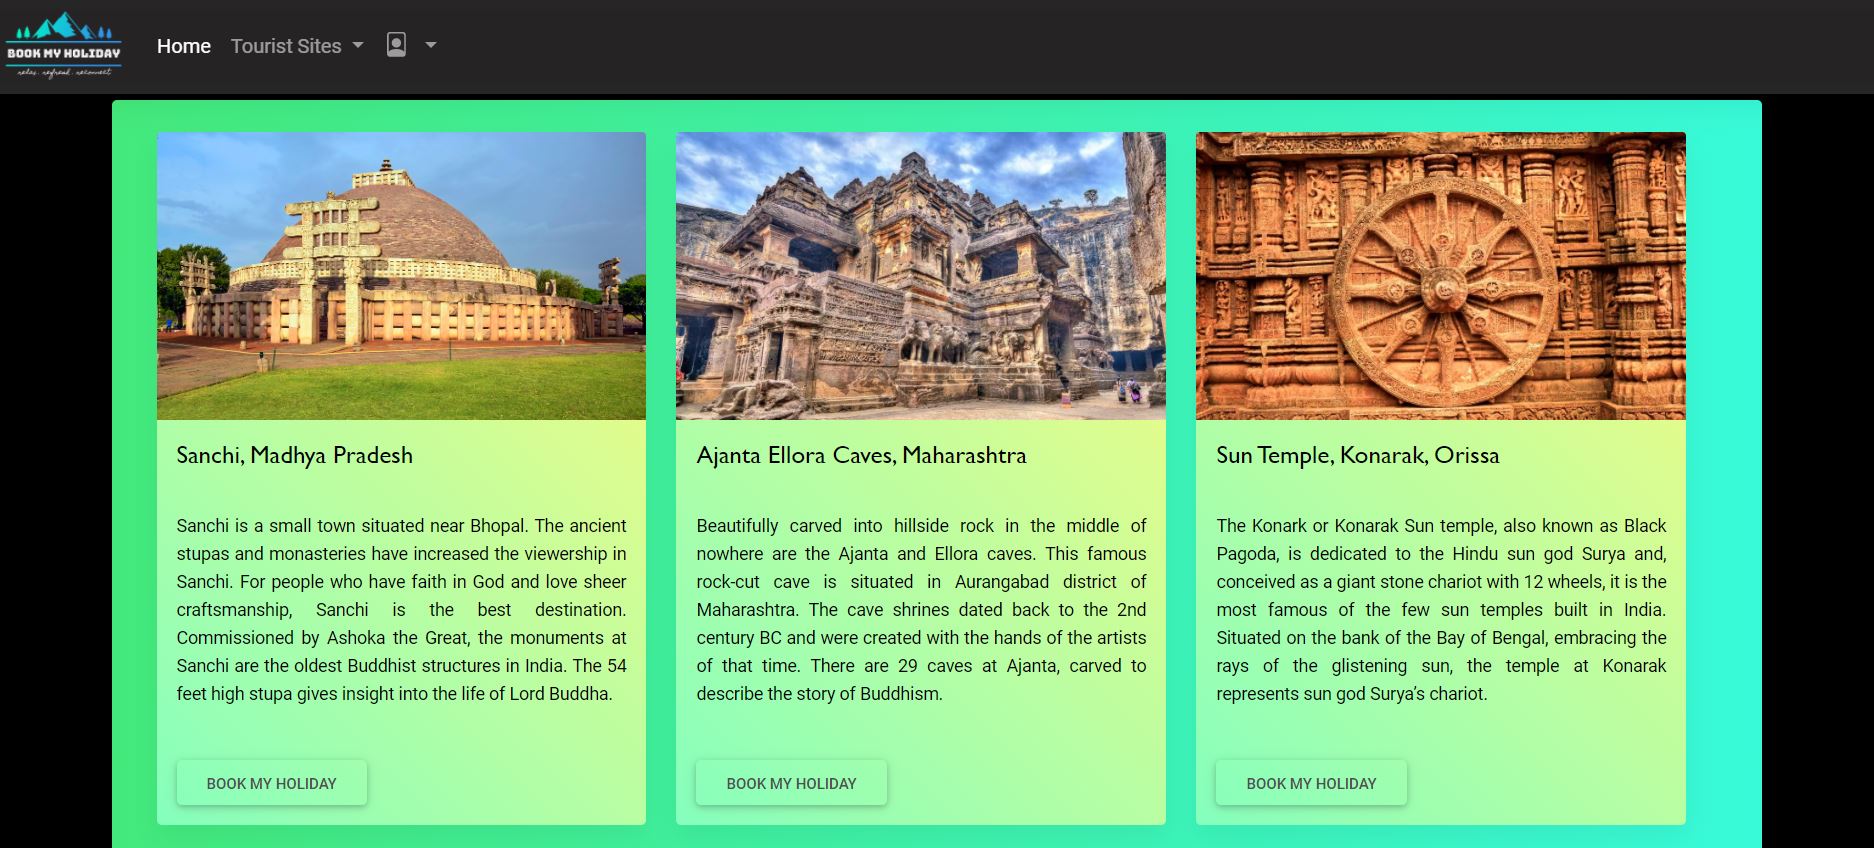 BOOK MY HOLIDAY
relax. refresh. reconnect
Home
Tourist Sites
Sanchi, Madhya Pradesh
Sanchi is a small town situated near Bhopal. The ancient
stupas and monasteries have increased the viewership in
Sanchi. For people who have faith in God and love sheer
craftsmanship, Sanchi is the best destination.
Commissioned by Ashoka the Great, the monuments at
Sanchi are the oldest Buddhist structures in India. The 54
feet high stupa gives insight into the life of Lord Buddha.
BOOK MY HOLIDAY
Ajanta Ellora Caves, Maharashtra
Beautifully carved into hillside rock in the middle of
nowhere are the Ajanta and Ellora caves. This famous
rock-cut cave is situated in Aurangabad district of
Maharashtra. The cave shrines dated back to the 2nd
century BC and were created with the hands of the artists
of that time. There are 29 caves at Ajanta, carved to
describe the story of Buddhism.
BOOK MY HOLIDAY
Sun Temple, Konarak, Orissa
The Konark or Konarak Sun temple, also known as Black
Pagoda, is dedicated to the Hindu sun god Surya and,
conceived as a giant stone chariot with 12 wheels, it is the
most famous of the few sun temples built in India.
Situated on the bank of the Bay of Bengal, embracing the
rays of the glistening sun, the temple at Konarak
represents sun god Surya's chariot.
BOOK MY HOLIDAY